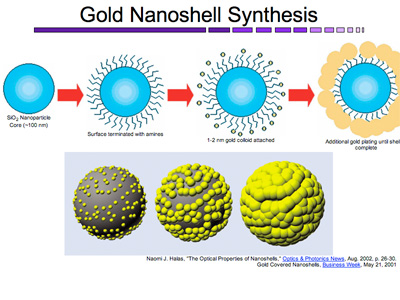 Gold Nanoshell Synthesis
SiO2 Nanoparticle
Core (~100 nm)
Surface terminated with amines
1-2 nm gold colloid attached
Additional gold plating until shell
complete
Naomi J. Halas, "The Optical Properties of Nanoshells," Optics & Photonics News, Aug. 2002, p. 26-30.
Gold Covered Nanoshells, Business Week, May 21, 2001